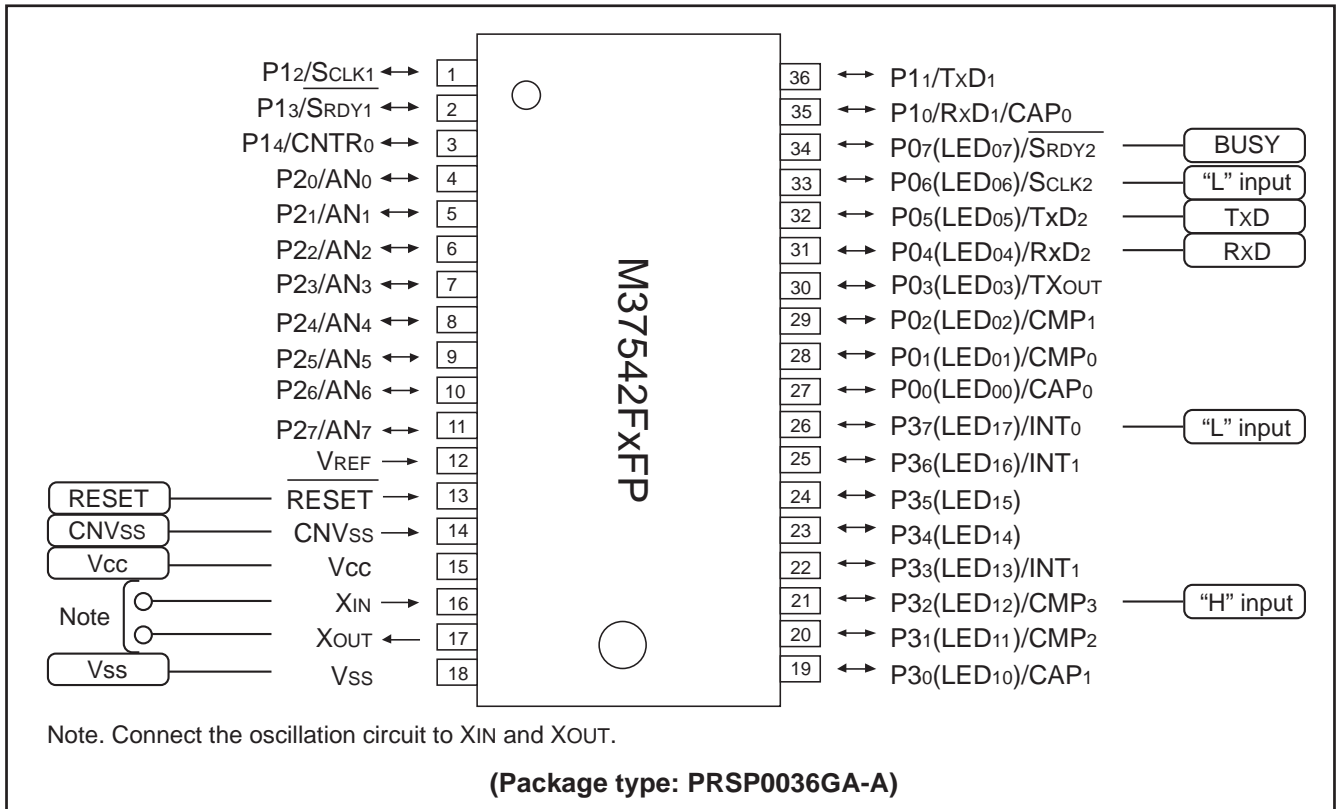 P12/SCLK1 1
P13/SRDY1 2
P14/CNTR0 3
P20/AN0 4
P21/AN1 5
P22/AN2 6
P23/AN3 7
P24/AN4 8
P25/AN5 9
P26/AN6 10
P27/AN7 11
VREF 12
RESET RESET 13
CNVSS CNVSS 14
Vcc Vcc 15
Note XIN 16
XOUT 17
Vss VSS 18
M37542FxFP
36 P11/TxD1
35 P10/RxD1/CAP0
34 P07(LED07)/SRDY2 BUSY
33 P06(LED06)/SCLK2 “L” input
32 P05(LED05)/TxD2 TxD
31 P04(LED04)/RxD2 RxD
30 P03(LED03)/TXOUT
29 P02(LED02)/CMP1
28 P01(LED01)/CMP0
27 P00(LED00)/CAP0
26 P37(LED17)/INT0 “L” input
25 P36(LED16)/INT1
24 P35(LED15)
23 P34(LED14)
22 P33(LED13)/INT1
21 P32(LED12)/CMP3 “H” input
20 P31(LED11)/CMP2
19 P30(LED10)/CAP1
Note. Connect the oscillation circuit to XIN and XOUT.
(Package type: PRSP0036GA-A)